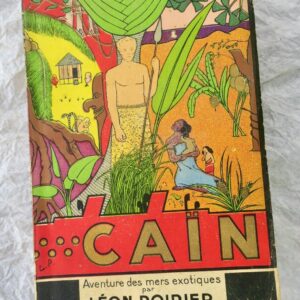 CAÏN
Aventure des mers exotiques
par
LÉON POIRIER